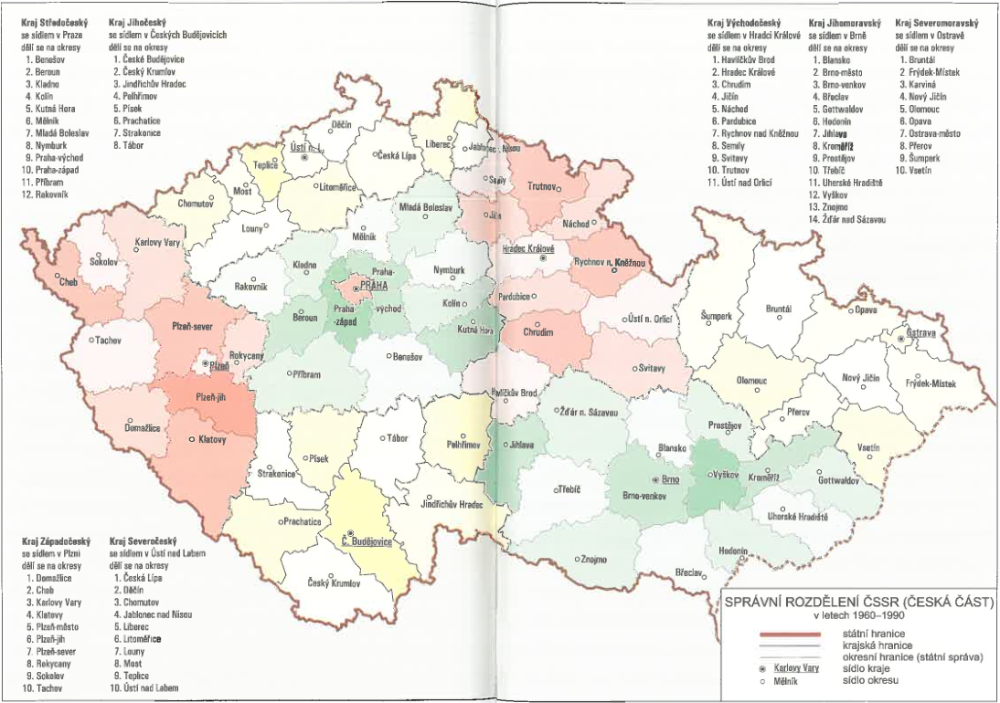 Kraj Středočeský
se sídlem v Praze
dělí se na okresy
1. Benešov
2. Beroun
3. Kladno
4. Kolín
5. Kutná Hora
6. Mělník
7. Mladá Boleslav
8. Nymburk
9. Praha-východ
10. Praha-západ
11. Příbram
12. Rakovník
Kraj Jihočeský
se sídlem v Českých Budějovicích
dělí se na okresy
1. České Budějovice
2. Český Krumlov
3. Jindřichův Hradec
4. Pelhřimov
5. Písek
6. Prachatice
7. Strakonice
8. Tábor
Kraj Východočeský
se sídlem v Hradci Králové
dělí se na okresy
1. Havlíčkův Brod
2. Hradec Králové
3. Chrudim
4. Jičín
5. Náchod
6. Pardubice
7. Rychnov nad Kněžnou
8. Semily
9. Svitavy
10. Trutnov
11. Ústí nad Orlicí
Kraj Jihomoravský
se sídlem v Brně
dělí se na okresy
1. Blansko
2. Brno-město
3. Brno-venkov
4. Břeclav
5. Gottwaldov
6. Hodonín
7. Jihlava
8. Kroměříž
9. Prostějov
10. Třebíč
11. Uherské Hradiště
12. Vyškov
13. Znojmo
14. Žďár nad Sázavou
Kraj Severomoravský
se sídlem v Ostravě
dělí se na okresy
1. Bruntál
2 Frýdek-Místek
3. Karviná
4. Nový Jičín
5. Olomouc
6. Opava
7. Ostrava-město
8. Přerov
9. Šumperk
10. Vsetín
Děčín
Ústí n. L.
Liberec
Jablonec n. Nisou
Česká Lípa
Teplice
Semily
Trutnov
Most
Litoměřice
Chomutov
Mladá Boleslav
Jičín
Náchod
Louny
Mělník
Karlovy Vary
Hradec Králové
Sokolov
Rychnov n. Kněžnou
Kladno
Praha-
-východ
Nymburk
Cheb
Rakovník
PRAHA
Pardubice
Kolín
Opava
Praha-
-západ
Beroun
Ústí n. Orlicí
Šumperk
Bruntál
Plzeň-sever
Kutná Hora
Chrudim
Ostrava
Tachov
Rokycany
Benešov
Plzeň
Svitavy
Příbram
Olomouc
Nový Jičín
Frýdek-Místek
Plzeň-jih
Havlíčkův Brod
Žďár n. Sázavou
Přerov
Domažlice
Prostějov
Klatovy
Tábor
Pelhřimov
Jihlava
Blansko
Vsetín
Písek
Strakonice
Brno
Vyškov
Kroměříž
Gottwaldov
Třebíč
Brno-venkov
Jindřichův Hradec
Uherské Hradiště
Prachatice
Č. Budějovice
Hodonín
Znojmo
Břeclav
Český Krumlov
Kraj Západočeský
se sídlem v Plzni
dělí se na okresy
1. Domažlice
2. Cheb
3. Karlovy Vary
4. Klatovy
5. Plzeň-město
6. Plzeň-jih
7. Plzeň-sever
8. Rokycany
9. Sokolov
10. Tachov
Kraj Severočeský
se sídlem v Ústí nad Labem
dělí se na okresy
1. Česká Lípa
2. Děčín
3. Chomutov
4. Jablonec nad Nisou
5. Liberec
6. Litoměřice
7. Louny
8. Most
9. Teplice
10. Ústí nad Labem
SPRÁVNÍ ROZDĚLENÍ ČSSR (ČESKÁ ČÁST)
v letech 1960–1990
státní hranice
krajská hranice
okresní hranice (státní správa)
Karlovy Vary sídlo kraje
Mělník sídlo okresu